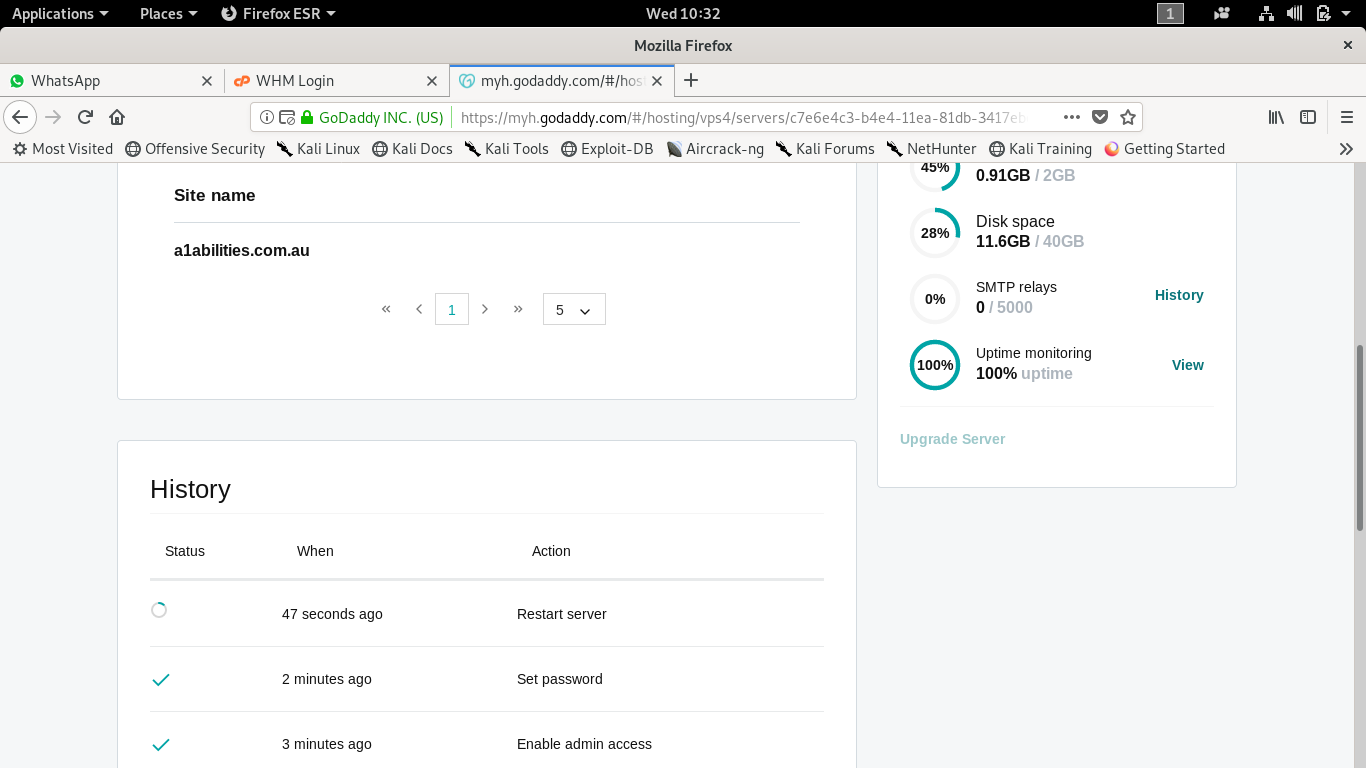 Applications Places Firefox ESR Wed 10:32 1
Mozilla Firefox
WhatsApp WHM Login myh.godaddy.com/#/hos
GoDaddy INC. (US) https://myh.godaddy.com/#/hosting/vps4/servers/c7e6e4c3-b4e4-11ea-81db-3417eb
Most Visited Offensive Security Kali Linux Kali Docs Kali Tools Exploit-DB Aircrack-ng Kali Forums NetHunter Kali Training Getting Started
Site name
a1abilities.com.au
« ‹ 1 › » 5
45%
0.91GB / 2GB
28% Disk space
11.6GB / 40GB
0% SMTP relays
0 / 5000
History
100% Uptime monitoring
100% uptime
View
Upgrade Server
History
Status When Action
47 seconds ago Restart server
2 minutes ago Set password
3 minutes ago Enable admin access